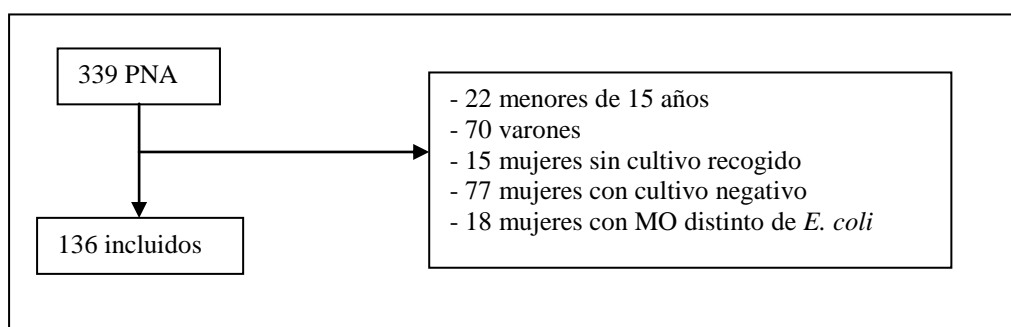 339 PNA
- 22 menores de 15 años
- 70 varones
- 15 mujeres sin cultivo recogido
- 77 mujeres con cultivo negativo
- 18 mujeres con MO distinto de E. coli
136 incluidos